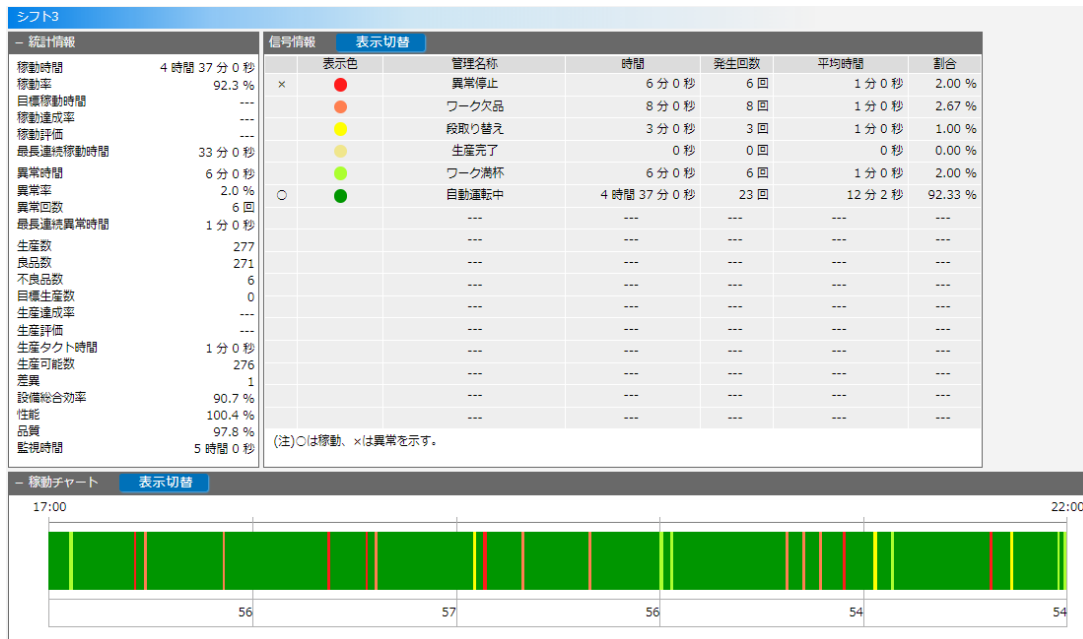 シフト3
− 統計情報
稼動時間 4 時間 37 分 0 秒
稼動率 92.3 %
目標稼動時間 ---
稼動達成率 ---
稼動評価 ---
最長連続稼動時間 33 分 0 秒
異常時間 6 分 0 秒
異常率 2.0 %
異常回数 6 回
最長連続異常時間 1 分 0 秒
生産数 277
良品数 271
不良品数 6
目標生産数 0
生産達成率 ---
生産評価 ---
生産タクト時間 1 分 0 秒
生産可能数 276
差異 1
設備総合効率 90.7 %
性能 100.4 %
品質 97.8 %
監視時間 5 時間 0 秒
信号情報 表示切替
表示色 管理名称 時間 発生回数 平均時間 割合
× 異常停止 6 分 0 秒 6 回 1 分 0 秒 2.00 %
ワーク欠品 8 分 0 秒 8 回 1 分 0 秒 2.67 %
段取り替え 3 分 0 秒 3 回 1 分 0 秒 1.00 %
生産完了 0 秒 0 回 0 秒 0.00 %
ワーク満杯 6 分 0 秒 6 回 1 分 0 秒 2.00 %
○ 自動運転中 4 時間 37 分 0 秒 23 回 12 分 2 秒 92.33 %
--- --- --- --- ---
--- --- --- --- ---
--- --- --- --- ---
--- --- --- --- ---
--- --- --- --- ---
--- --- --- --- ---
--- --- --- --- ---
--- --- --- --- ---
--- --- --- --- ---
--- --- --- --- ---
(注)○は稼動、×は異常を示す。
− 稼動チャート 表示切替
17:00 22:00
56 57 56 54 54